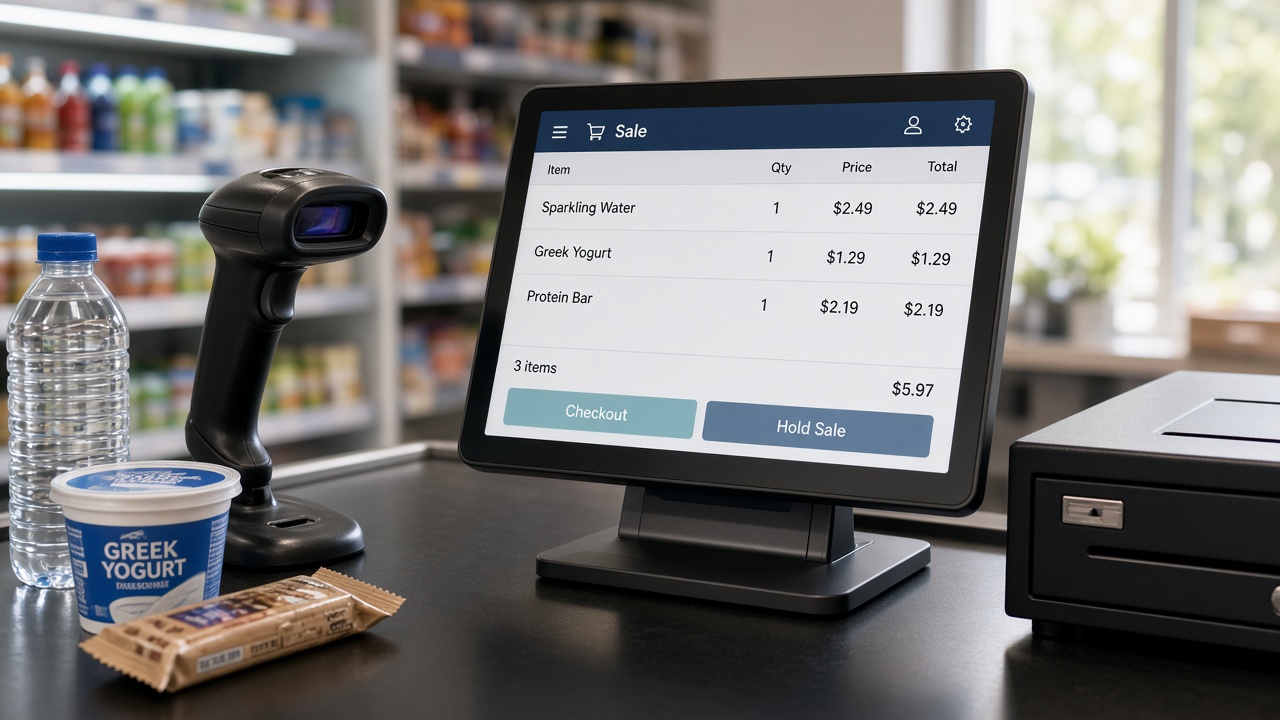 Sale
Item Qty Price Total
Sparkling Water 1 $2.49 $2.49
Greek Yogurt 1 $1.29 $1.29
Protein Bar 1 $2.19 $2.19
3 items
$5.97
Checkout Hold Sale
GREEK
YOGURT